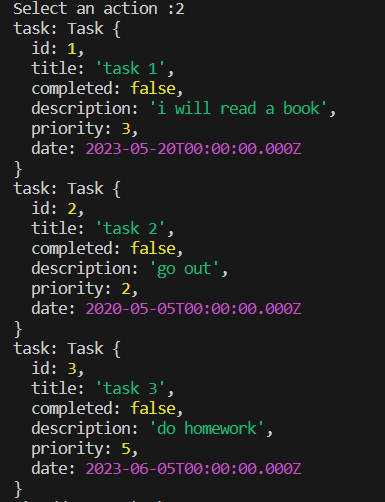 Select an action :2
task: Task {
  id: 1,
  title: 'task 1',
  completed: false,
  description: 'i will read a book',
  priority: 3,
  date: 2023-05-20T00:00:00.000Z
}
task: Task {
  id: 2,
  title: 'task 2',
  completed: false,
  description: 'go out',
  priority: 2,
  date: 2020-05-05T00:00:00.000Z
}
task: Task {
  id: 3,
  title: 'task 3',
  completed: false,
  description: 'do homework',
  priority: 5,
  date: 2023-06-05T00:00:00.000Z
}